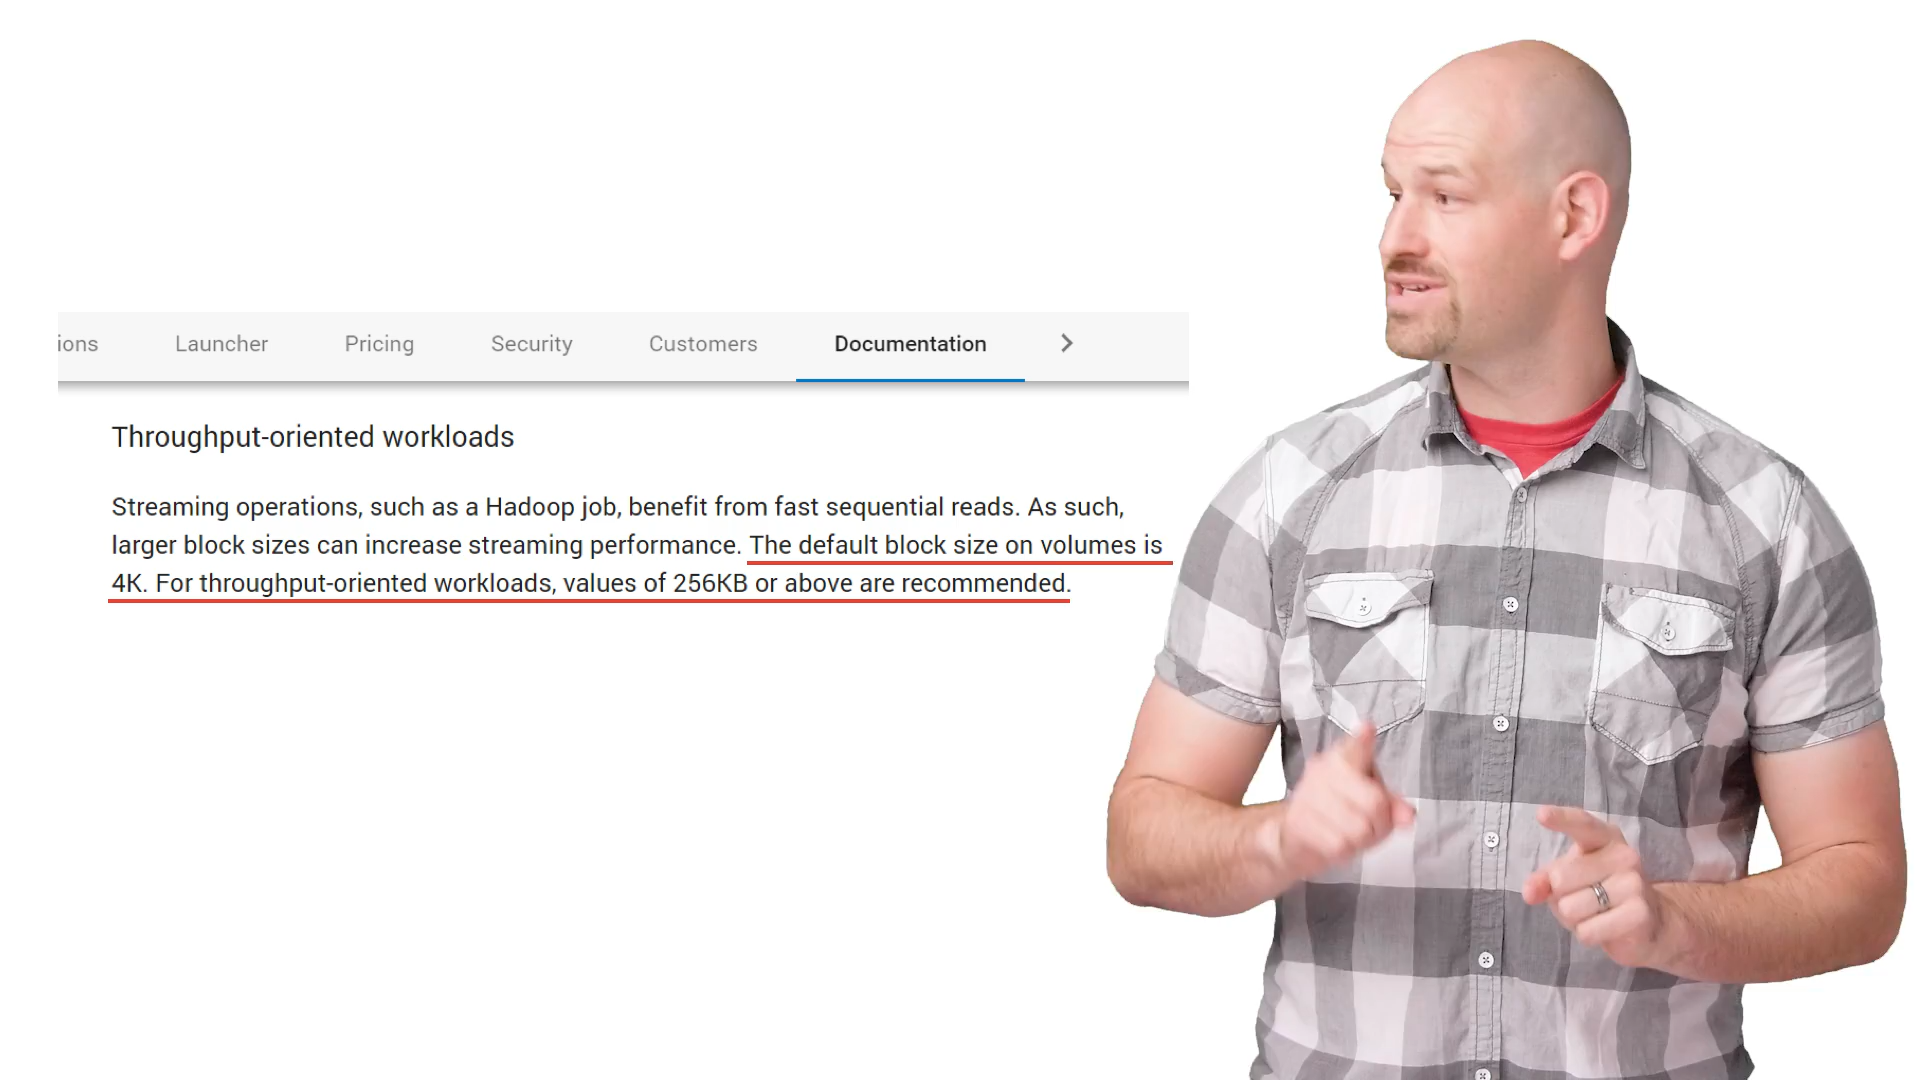 ions Launcher Pricing Security Customers Documentation
Throughput-oriented workloads
Streaming operations, such as a Hadoop job, benefit from fast sequential reads. As such,
larger block sizes can increase streaming performance. The default block size on volumes is
4K. For throughput-oriented workloads, values of 256KB or above are recommended.